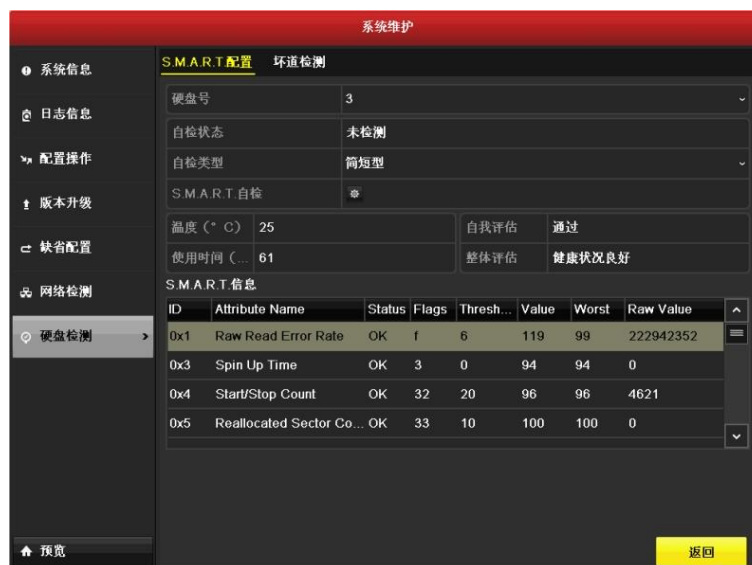 系统维护
系统信息
日志信息
配置操作
版本升级
缺省配置
网络检测
硬盘检测
预览
S.M.A.R.T.配置 坏道检测
硬盘号 3
自检状态 未检测
自检类型 简短型
S.M.A.R.T.自检
温度（° C） 25 自我评估 通过
使用时间（... 61 整体评估 健康状况良好
S.M.A.R.T.信息
ID Attribute Name Status Flags Thresh... Value Worst Raw Value
0x1 Raw Read Error Rate OK f 6 119 99 222942352
0x3 Spin Up Time OK 3 0 94 94 0
0x4 Start/Stop Count OK 32 20 96 96 4621
0x5 Reallocated Sector Co... OK 33 10 100 100 0
返回